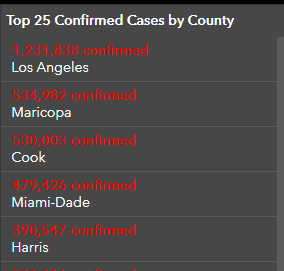 Top 25 Confirmed Cases by County
1,231,838 confirmed
Los Angeles
534,982 confirmed
Maricopa
530,003 confirmed
Cook
479,426 confirmed
Miami-Dade
390,547 confirmed
Harris